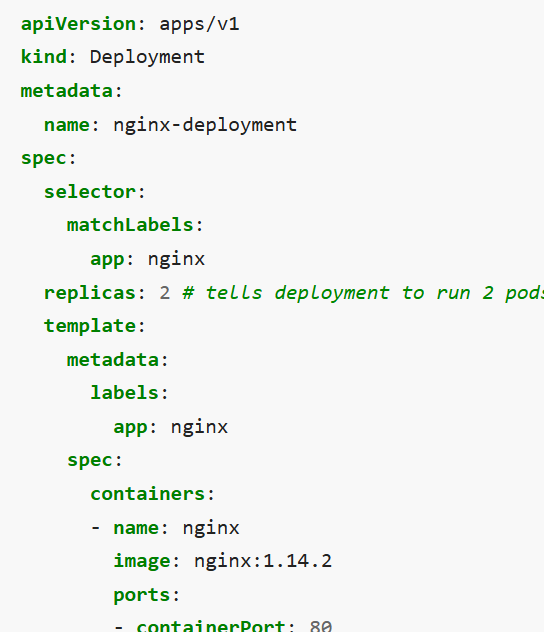 apiVersion: apps/v1
kind: Deployment
metadata:
  name: nginx-deployment
spec:
  selector:
    matchLabels:
      app: nginx
  replicas: 2 # tells deployment to run 2 pods
  template:
    metadata:
      labels:
        app: nginx
    spec:
      containers:
      - name: nginx
        image: nginx:1.14.2
        ports:
        - containerPort: 80